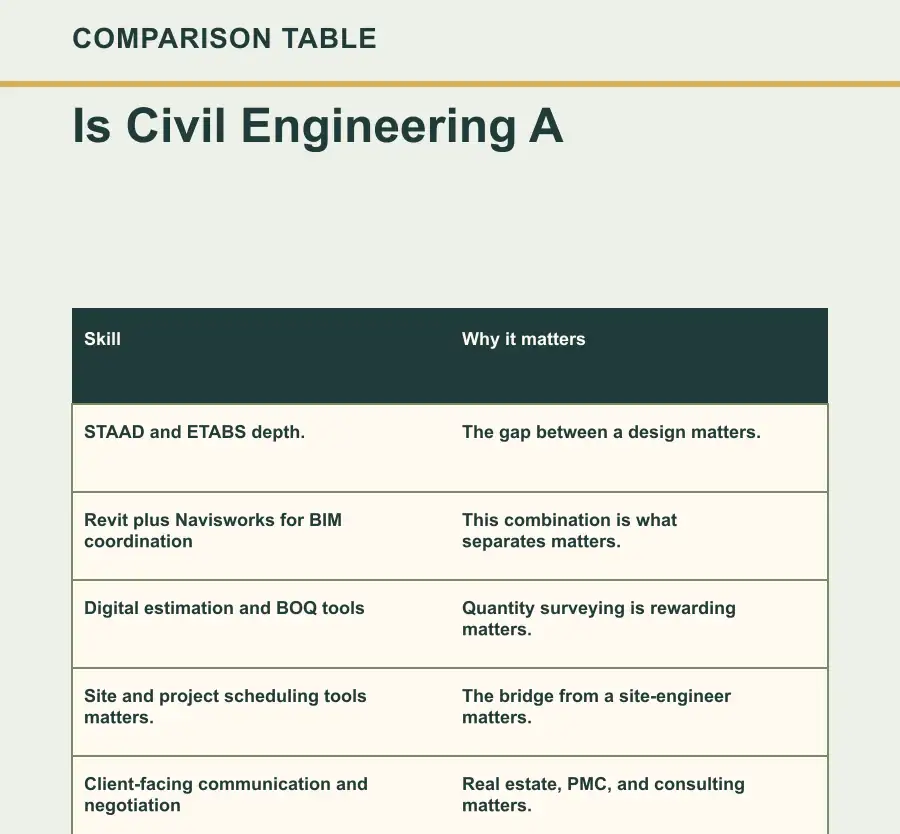 COMPARISON TABLE
Is Civil Engineering A
Skill
Why it matters
STAAD and ETABS depth.
The gap between a design matters.
Revit plus Navisworks for BIM
coordination
This combination is what
separates matters.
Digital estimation and BOQ tools
Quantity surveying is rewarding
matters.
Site and project scheduling tools
matters.
The bridge from a site-engineer
matters.
Client-facing communication and
negotiation
Real estate, PMC, and consulting
matters.